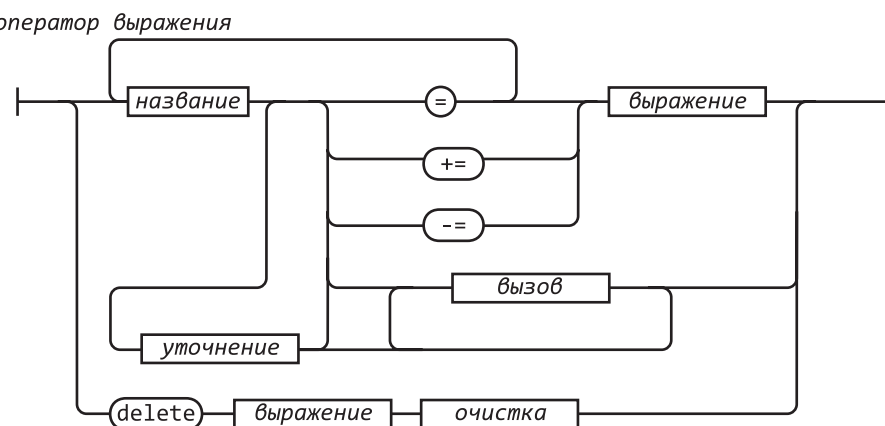 оператор выражения
название = выражение
+=
-=
вызов
уточнение
delete выражение очистка